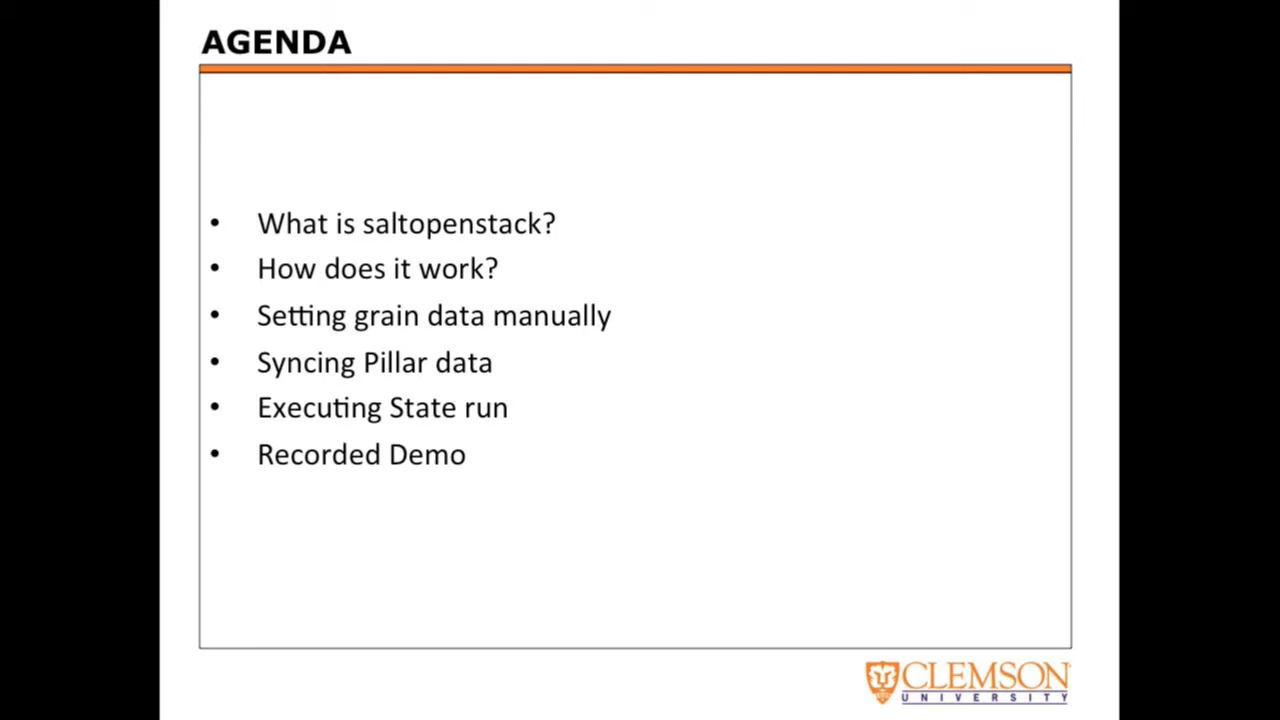 AGENDA
• What is saltopenstack?
• How does it work?
• Setting grain data manually
• Syncing Pillar data
• Executing State run
• Recorded Demo
CLEMSON
UNIVERSITY